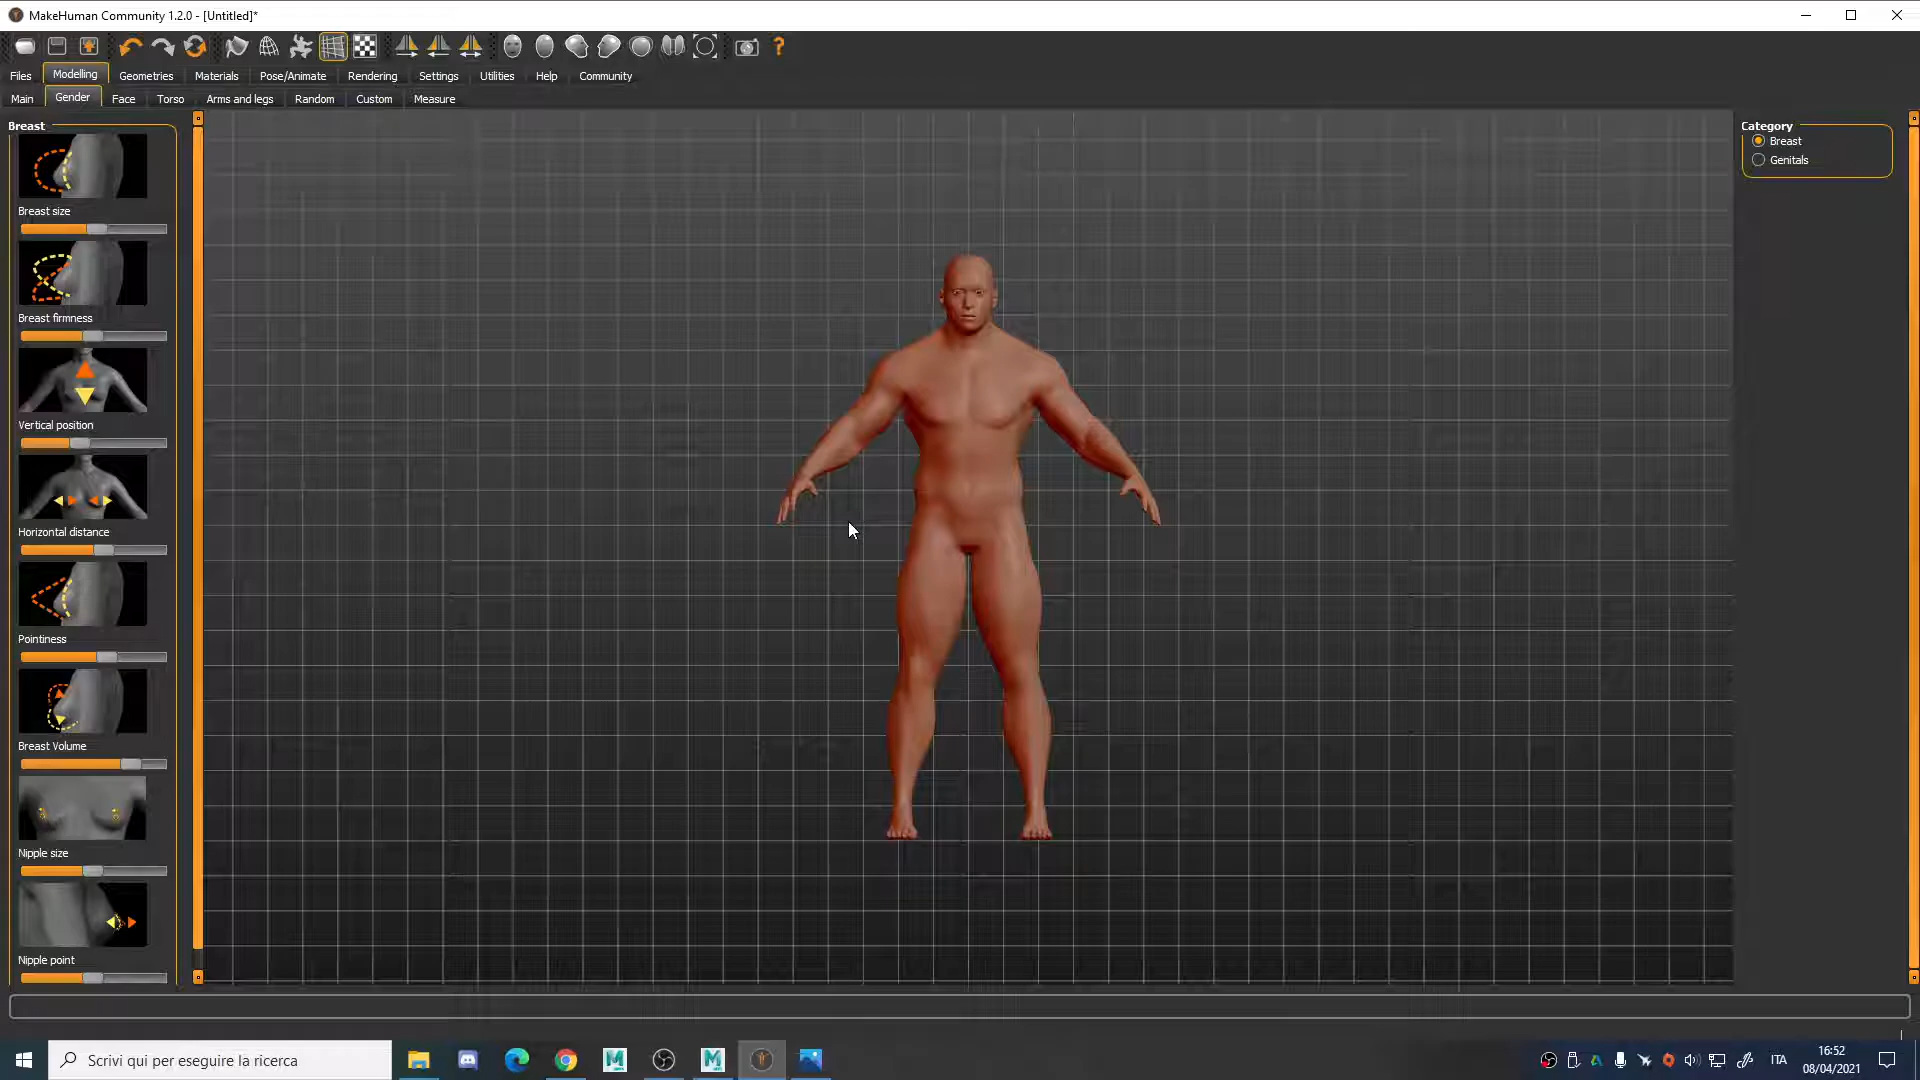 MakeHuman Community 1.2.0 - [Untitled]*
Files Modelling Geometries Materials Pose/Animate Rendering Settings Utilities Help Community
Main Gender Face Torso Arms and legs Random Custom Measure
Breast
Breast size
Breast firmness
Vertical position
Horizontal distance
Pointiness
Breast Volume
Nipple size
Nipple point
Category
Breast
Genitals
Scrivi qui per eseguire la ricerca
ITA
16:52
08/04/2021